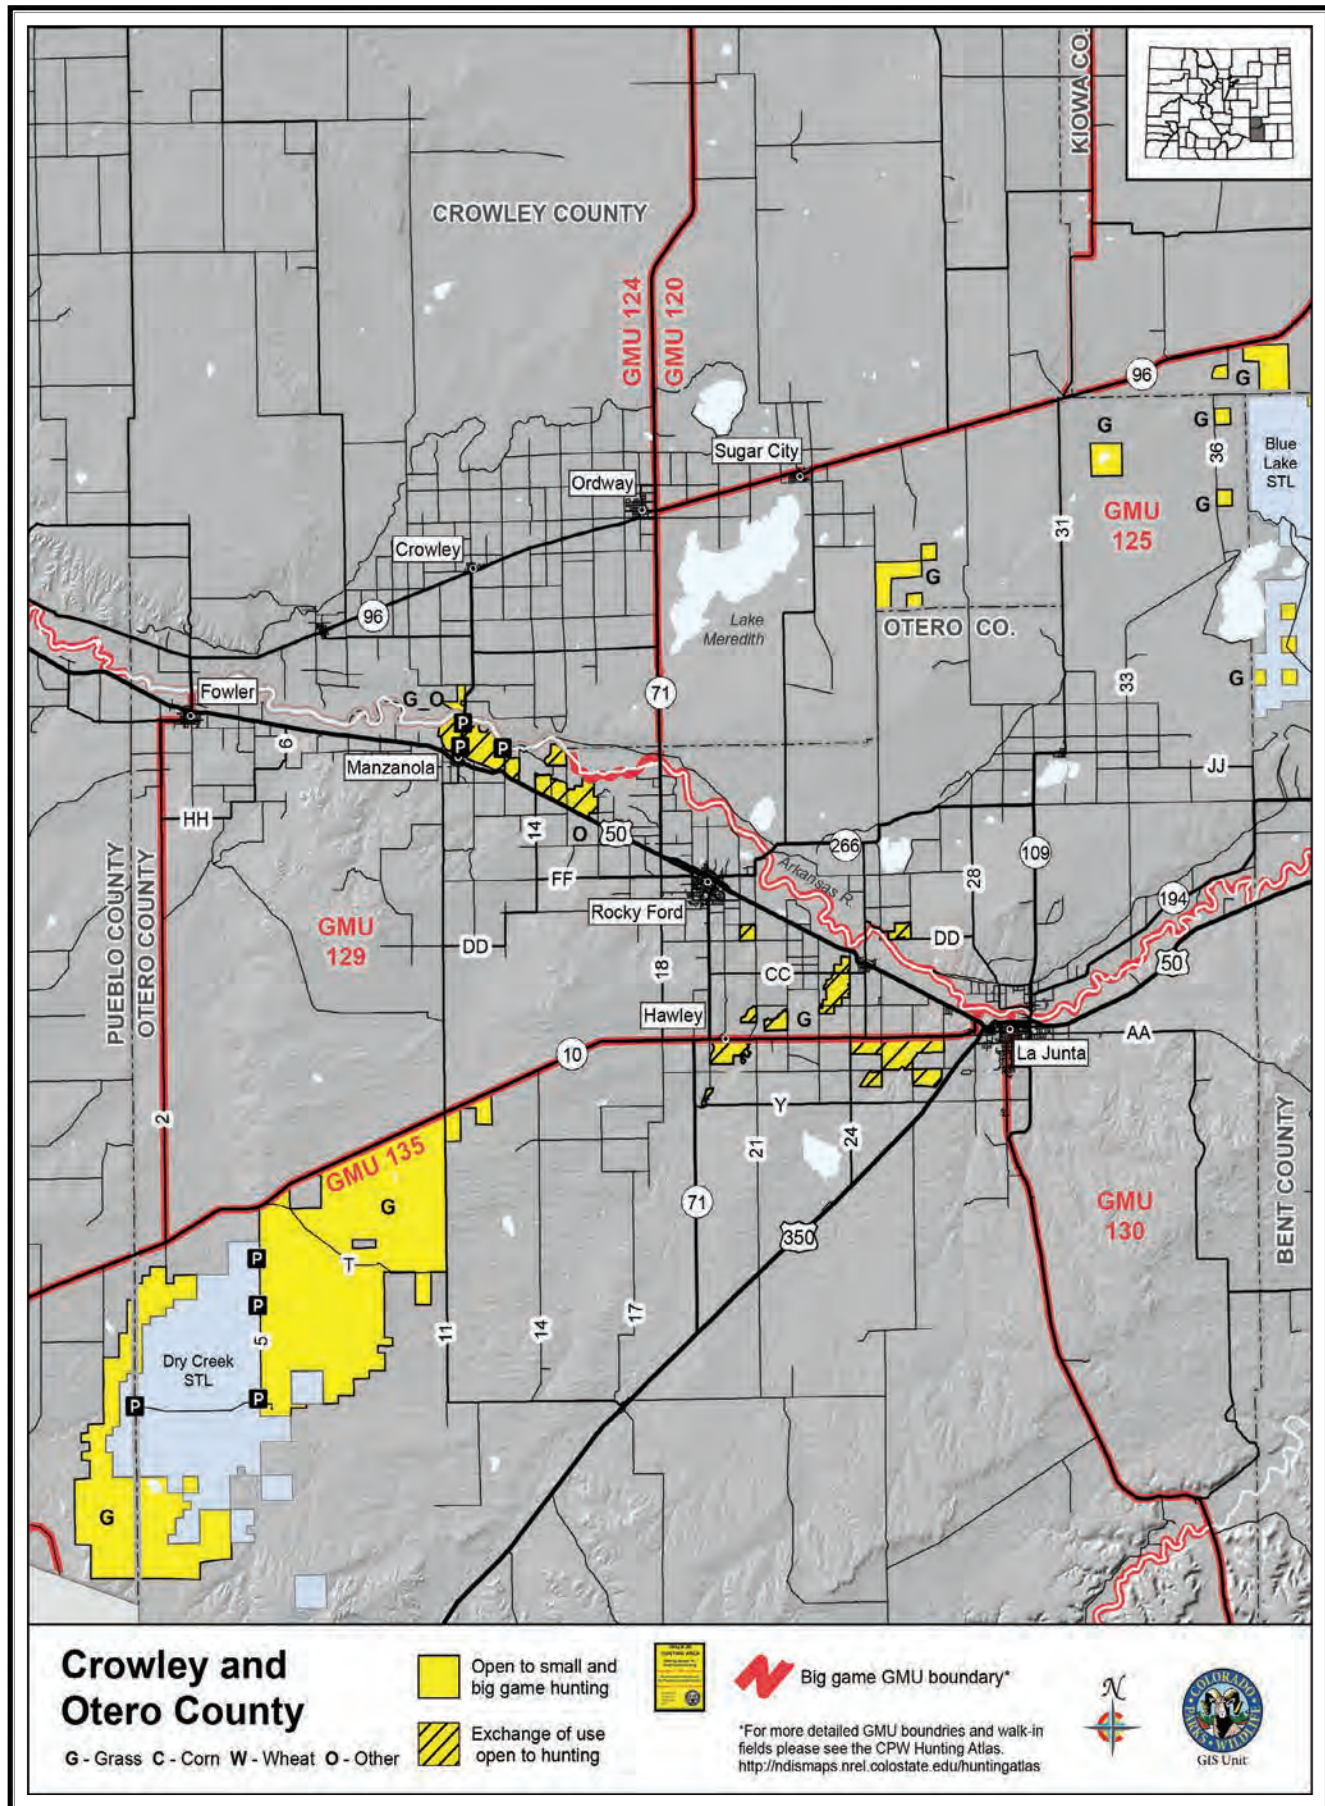 KIOWA CO.
CROWLEY COUNTY
GMU 124
GMU 120
96
G
G
G
36
Blue
Lake
STL
Sugar City
Ordway
G
GMU
125
31
Crowley
G
96
Lake
Meredith
OTERO CO.
33
G
Fowler
G_O
71
P
P
P
6
Manzanola
JJ
HH
14
O
50
266
109
Arkansas R.
28
FF
194
Rocky Ford
PUEBLO COUNTY
OTERO COUNTY
GMU
129
DD
18
DD
50
CC
Hawley
G
10
La Junta
AA
2
Y
21
24
BENT COUNTY
GMU 135
G
71
GMU
130
350
P
T
P
5
11
14
17
Dry Creek
STL
P
P
G
Crowley and
Otero County
G - Grass C - Corn W - Wheat O - Other
Open to small and
big game hunting
Exchange of use
open to hunting
HUNTING AREA
Big game GMU boundary*
*For more detailed GMU boundries and walk-in
fields please see the CPW Hunting Atlas.
http://ndismaps.nrel.colostate.edu/huntingatlas
N
COLORADO
PARKS • WILDLIFE
GIS Unit